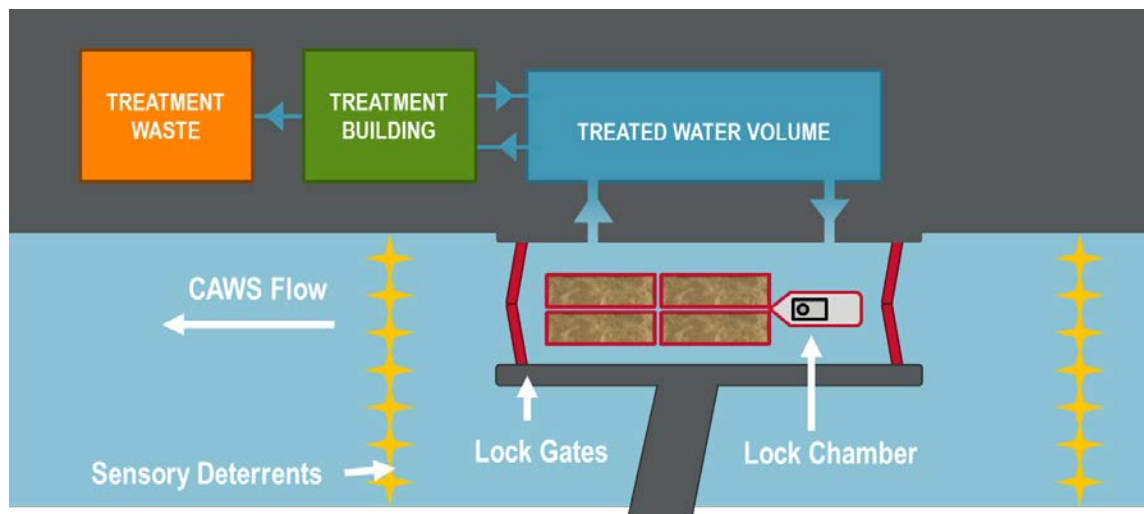 TREATMENT
WASTE
TREATMENT
BUILDING
TREATED WATER VOLUME
CAWS Flow
Lock Gates
Lock Chamber
Sensory Deterrents